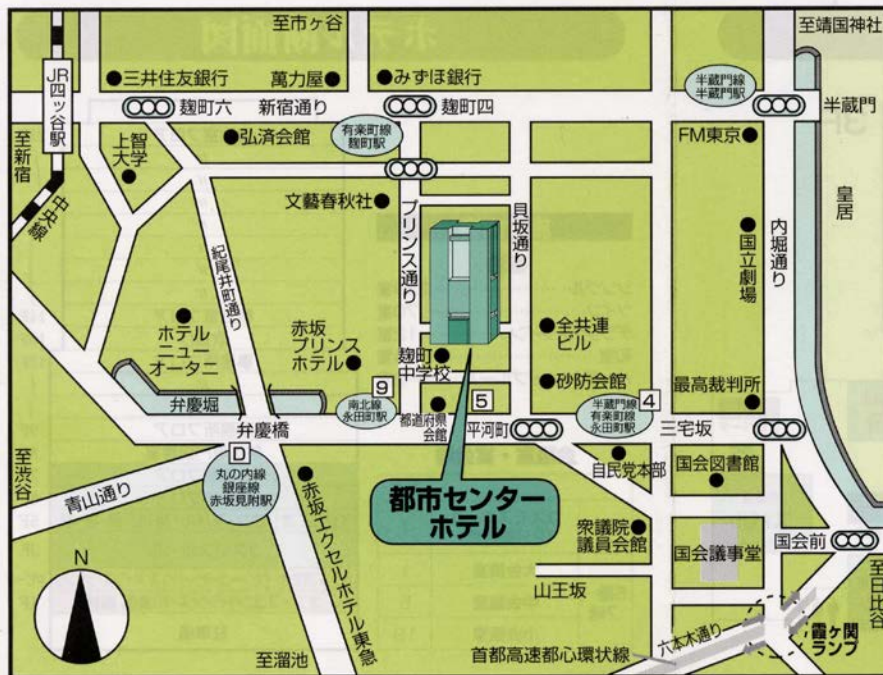 至市ヶ谷
至靖国神社
JR四ッ谷駅
三井住友銀行
萬力屋
みずほ銀行
半蔵門線
半蔵門駅
麹町六
新宿通り
麹町四
半蔵門
至新宿
上智
大学
弘済会館
有楽町線
麹町駅
FM東京
中央線
文藝春秋社
プリンス通り
貝坂通り
内堀通り
皇居
国立劇場
紀尾井町通り
ホテル
ニュー
オータニ
赤坂
プリンス
ホテル
麹町
中学校
全共連
ビル
砂防会館
最高裁判所
弁慶堀
9
南北線
永田町駅
5
都道府県
会館
半蔵門線
有楽町線
永田町駅
4
弁慶橋
平河町
三宅坂
D
丸の内線
銀座線
赤坂見附駅
自民党本部
国会図書館
至渋谷
青山通り
赤坂エクセルホテル東急
都市センター
ホテル
衆議院
議員会館
国会議事堂
国会前
至日比谷
N
山王坂
六本木通り
霞ヶ関
ランプ
至溜池
首都高速都心環状線